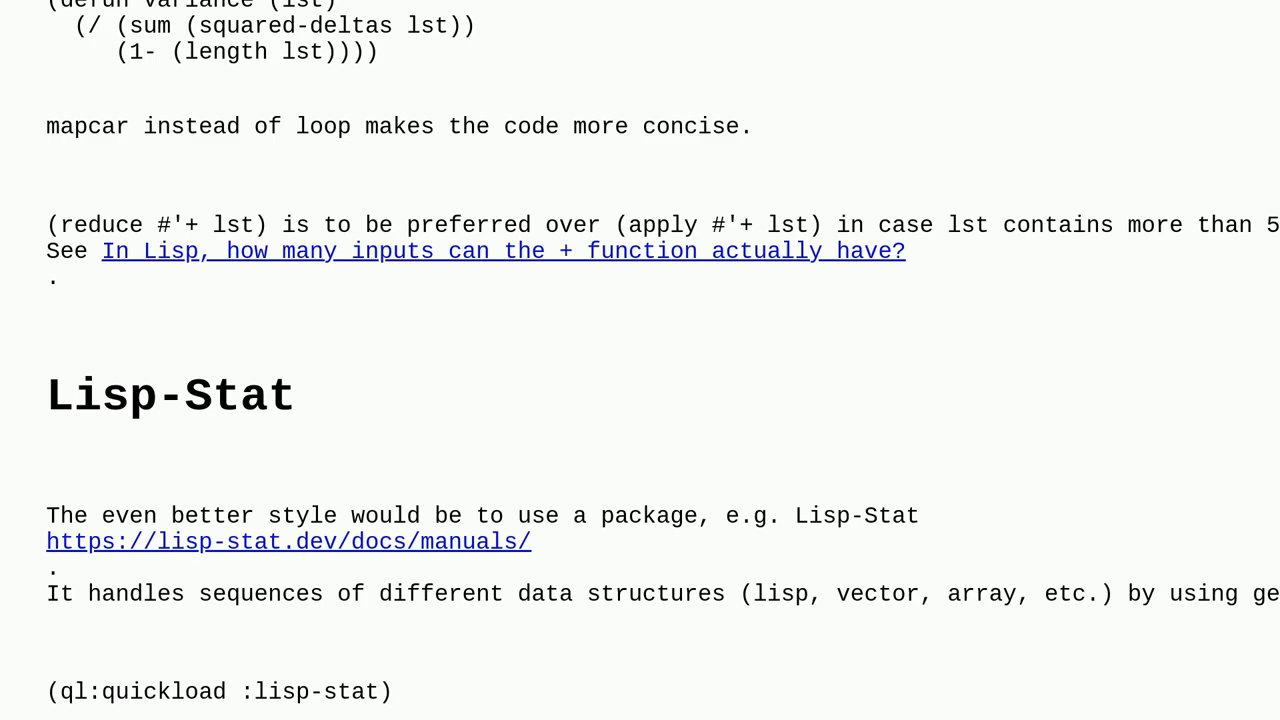 (defun variance (lst)
(/ (sum (squared-deltas lst))
(1- (length lst))))
mapcar instead of loop makes the code more concise.
(reduce #'+ lst) is to be preferred over (apply #'+ lst) in case lst contains more than 5
See In Lisp, how many inputs can the + function actually have?
.
Lisp-Stat
The even better style would be to use a package, e.g. Lisp-Stat
https://lisp-stat.dev/docs/manuals/
.
It handles sequences of different data structures (lisp, vector, array, etc.) by using ge
(ql:quickload :lisp-stat)